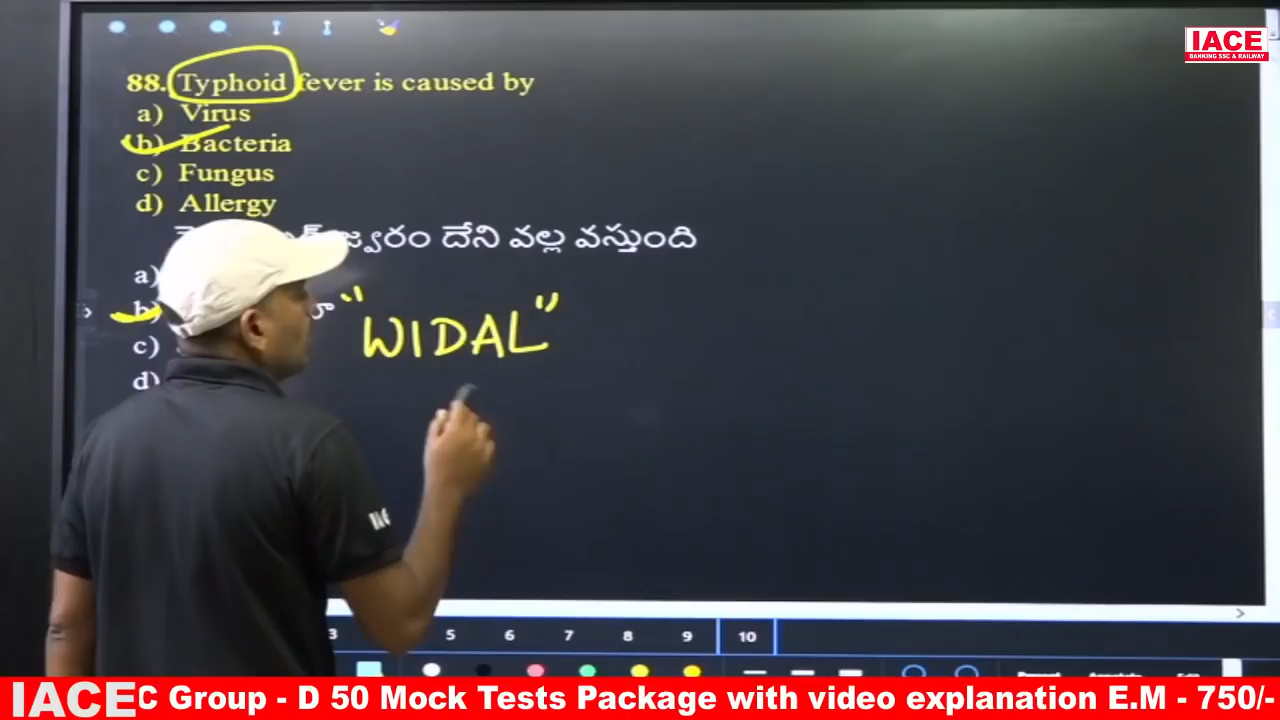 IACE
BANKING SSC & RAILWAY
88. Typhoid fever is caused by
a) Virus
b) Bacteria
c) Fungus
d) Allergy
జ్వరం దేని వల్ల వస్తుంది
a)
b)
"WIDAL"
c)
d)
3 5 6 7 8 9 10
IACE C Group - D 50 Mock Tests Package with video explanation E.M - 750/-